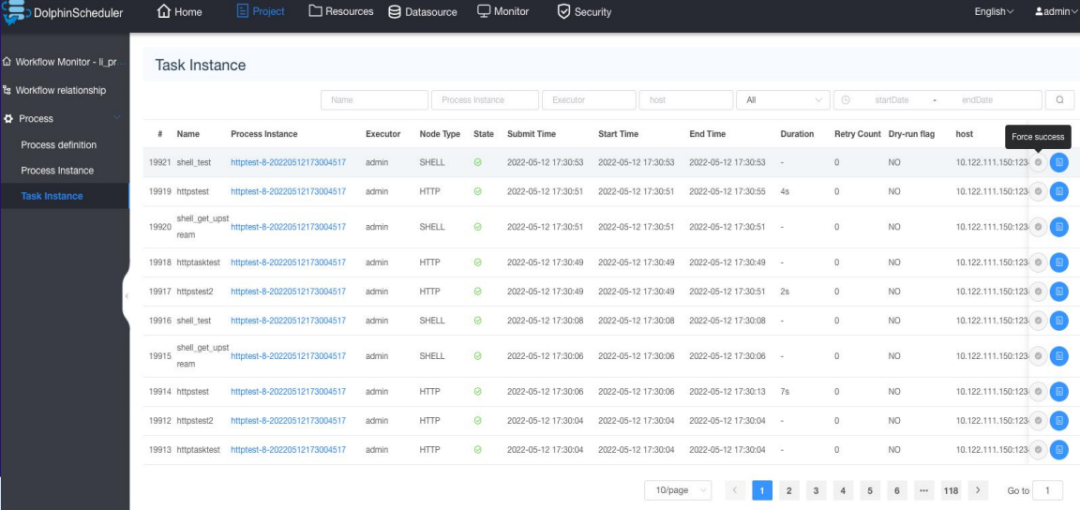 DolphinScheduler Home Project Resources Datasource Monitor Security English admin
Workflow Monitor - li_pr
Workflow relationship
Process
Process definition
Process Instance
Task Instance
Task Instance
Name Process Instance Executor host All startDate - endDate
# Name Process Instance Executor Node Type State Submit Time Start Time End Time Duration Retry Count Dry-run flag host
Force success
19921 shell_test httptest-8-20220512173004517 admin SHELL 2022-05-12 17:30:53 2022-05-12 17:30:53 2022-05-12 17:30:53 - 0 NO 10.122.111.150:123
19919 httpstest httptest-8-20220512173004517 admin HTTP 2022-05-12 17:30:51 2022-05-12 17:30:51 2022-05-12 17:30:55 4s 0 NO 10.122.111.150:123
19920 shell_get_upst
ream httptest-8-20220512173004517 admin SHELL 2022-05-12 17:30:51 2022-05-12 17:30:51 2022-05-12 17:30:51 - 0 NO 10.122.111.150:123
19918 httptasktest httptest-8-20220512173004517 admin HTTP 2022-05-12 17:30:49 2022-05-12 17:30:49 2022-05-12 17:30:49 - 0 NO 10.122.111.150:123
19917 httpstest2 httptest-8-20220512173004517 admin HTTP 2022-05-12 17:30:49 2022-05-12 17:30:49 2022-05-12 17:30:51 2s 0 NO 10.122.111.150:123
19916 shell_test httptest-8-20220512173004517 admin SHELL 2022-05-12 17:30:08 2022-05-12 17:30:08 2022-05-12 17:30:08 - 0 NO 10.122.111.150:123
19915 shell_get_upst
ream httptest-8-20220512173004517 admin SHELL 2022-05-12 17:30:06 2022-05-12 17:30:06 2022-05-12 17:30:06 - 0 NO 10.122.111.150:123
19914 httpstest httptest-8-20220512173004517 admin HTTP 2022-05-12 17:30:06 2022-05-12 17:30:06 2022-05-12 17:30:13 7s 0 NO 10.122.111.150:123
19912 httpstest2 httptest-8-20220512173004517 admin HTTP 2022-05-12 17:30:04 2022-05-12 17:30:04 2022-05-12 17:30:04 - 0 NO 10.122.111.150:123
19913 httptasktest httptest-8-20220512173004517 admin HTTP 2022-05-12 17:30:04 2022-05-12 17:30:04 2022-05-12 17:30:04 - 0 NO 10.122.111.150:123
10/page < 1 2 3 4 5 6 ... 118 > Go to 1